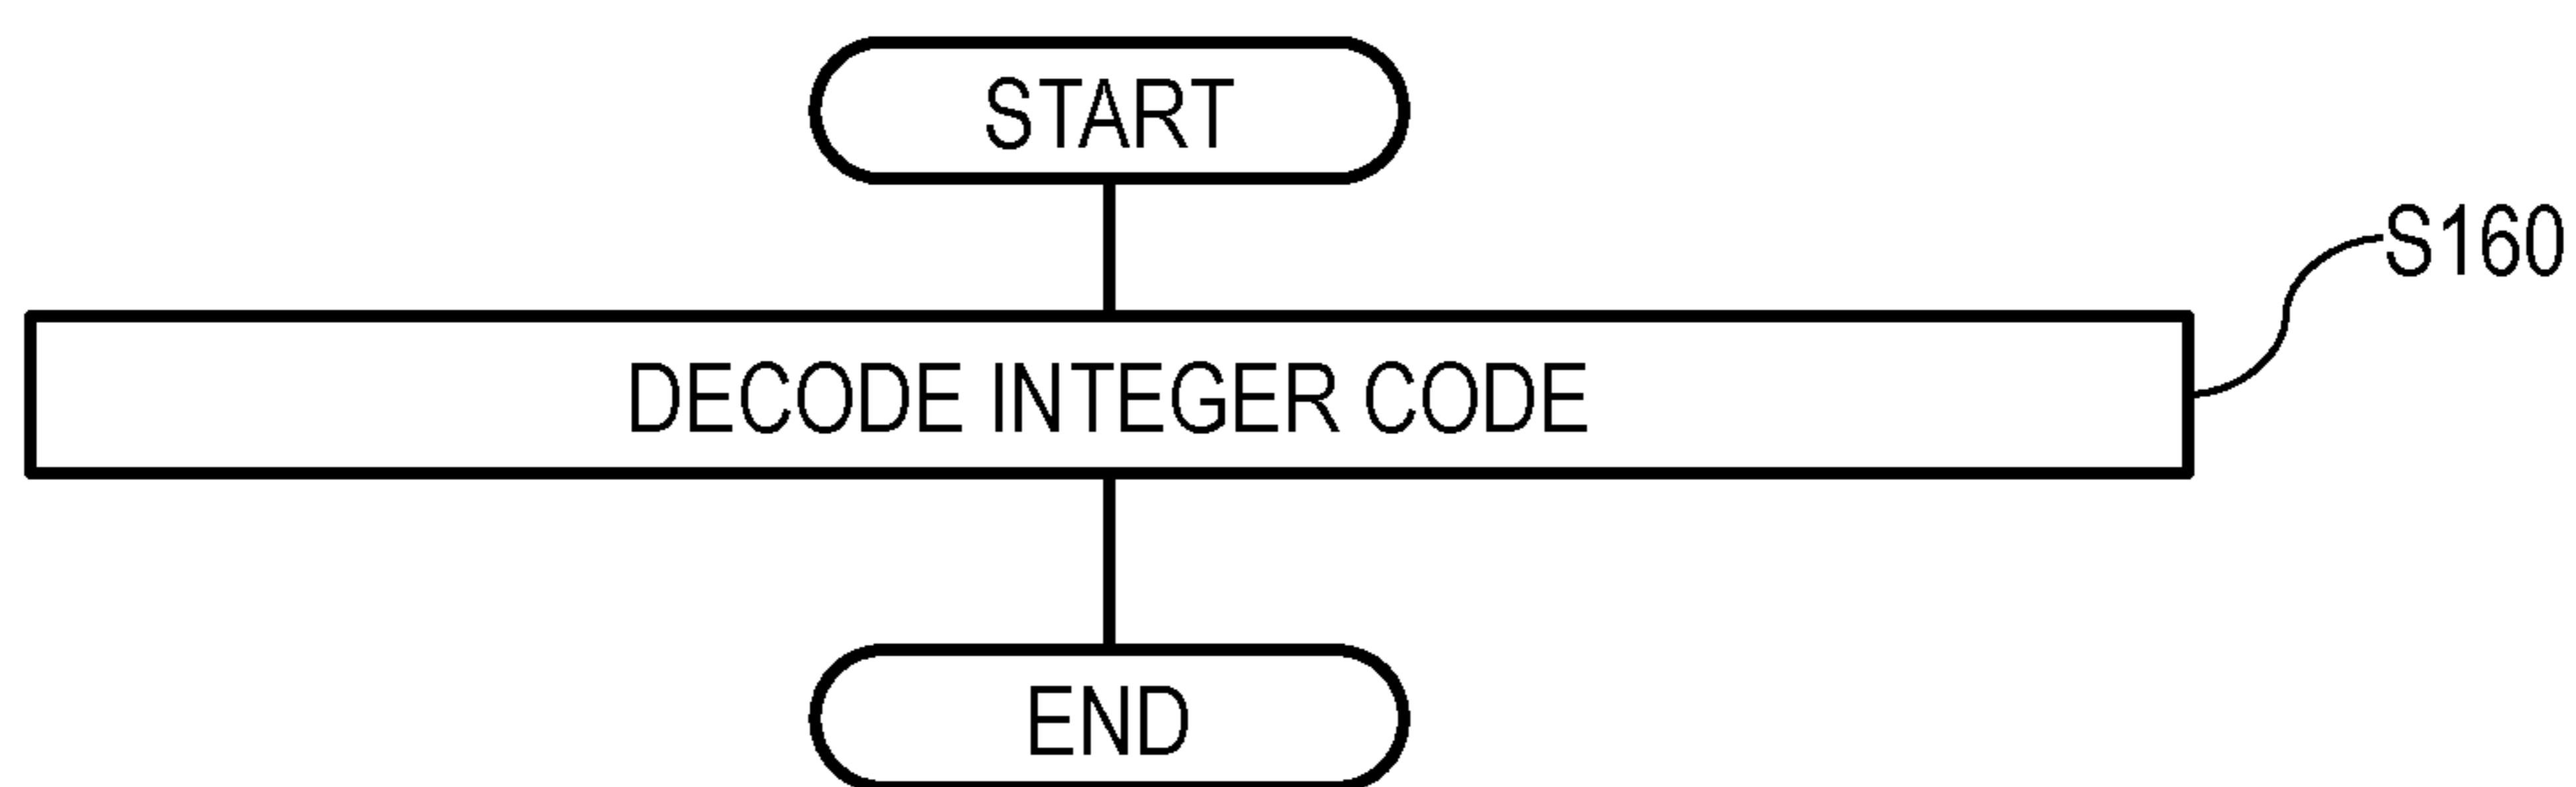 START
S160
DECODE INTEGER CODE
END